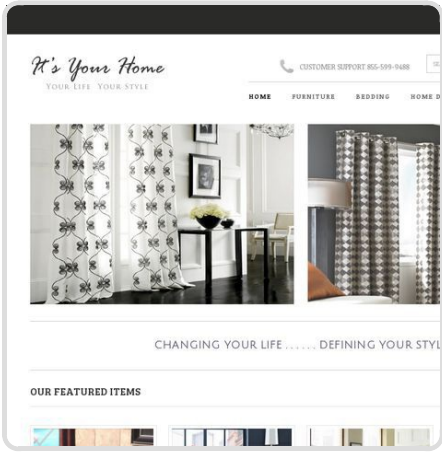 It's Your Home
YOUR LIFE YOUR STYLE
CUSTOMER SUPPORT 855-599-9488
HOME FURNITURE BEDDING HOME D
CHANGING YOUR LIFE . . . . . . DEFINING YOUR STYL
OUR FEATURED ITEMS